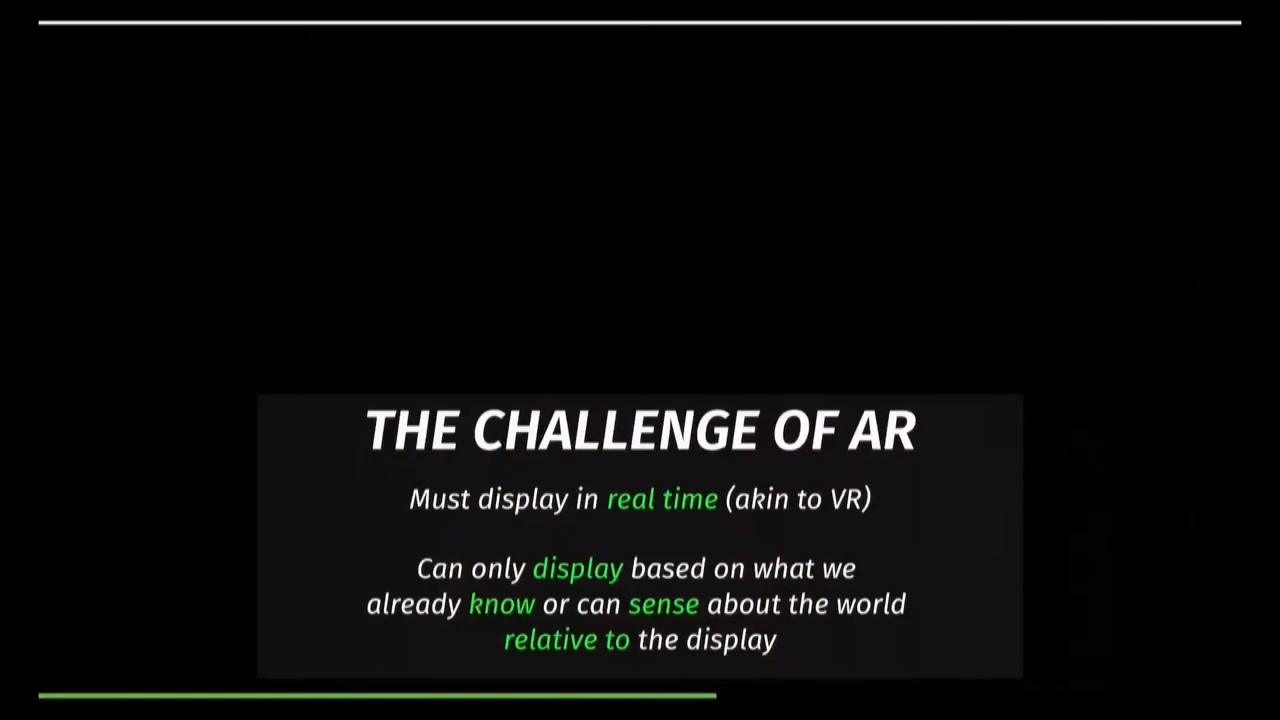 THE CHALLENGE OF AR
Must display in real time (akin to VR)
Can only display based on what we
already know or can sense about the world
relative to the display